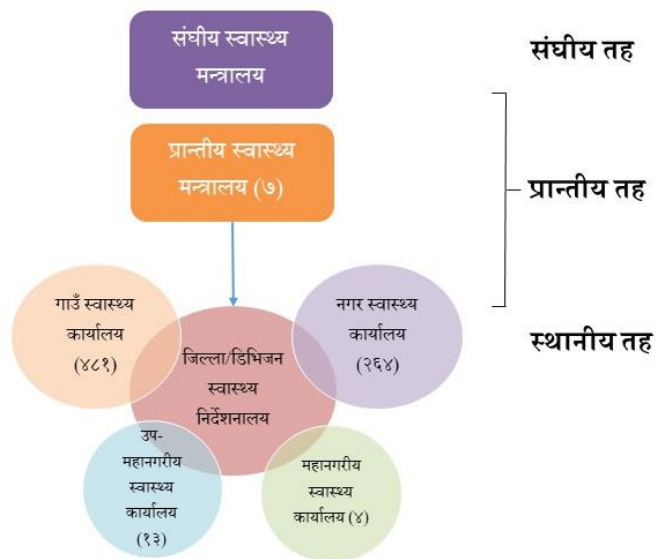 संघीय स्वास्थ्य
मन्त्रालय
संघीय तह
प्रान्तीय स्वास्थ्य
मन्त्रालय (७)
प्रान्तीय तह
गाउँ स्वास्थ्य
कार्यालय
(४८१)
नगर स्वास्थ्य
कार्यालय
(२६४)
स्थानीय तह
जिल्ला/डिभिजन
स्वास्थ्य
निर्देशनालय
उप-
महानगरीय
स्वास्थ्य
कार्यालय
(१३)
महानगरीय
स्वास्थ्य
कार्यालय (४)